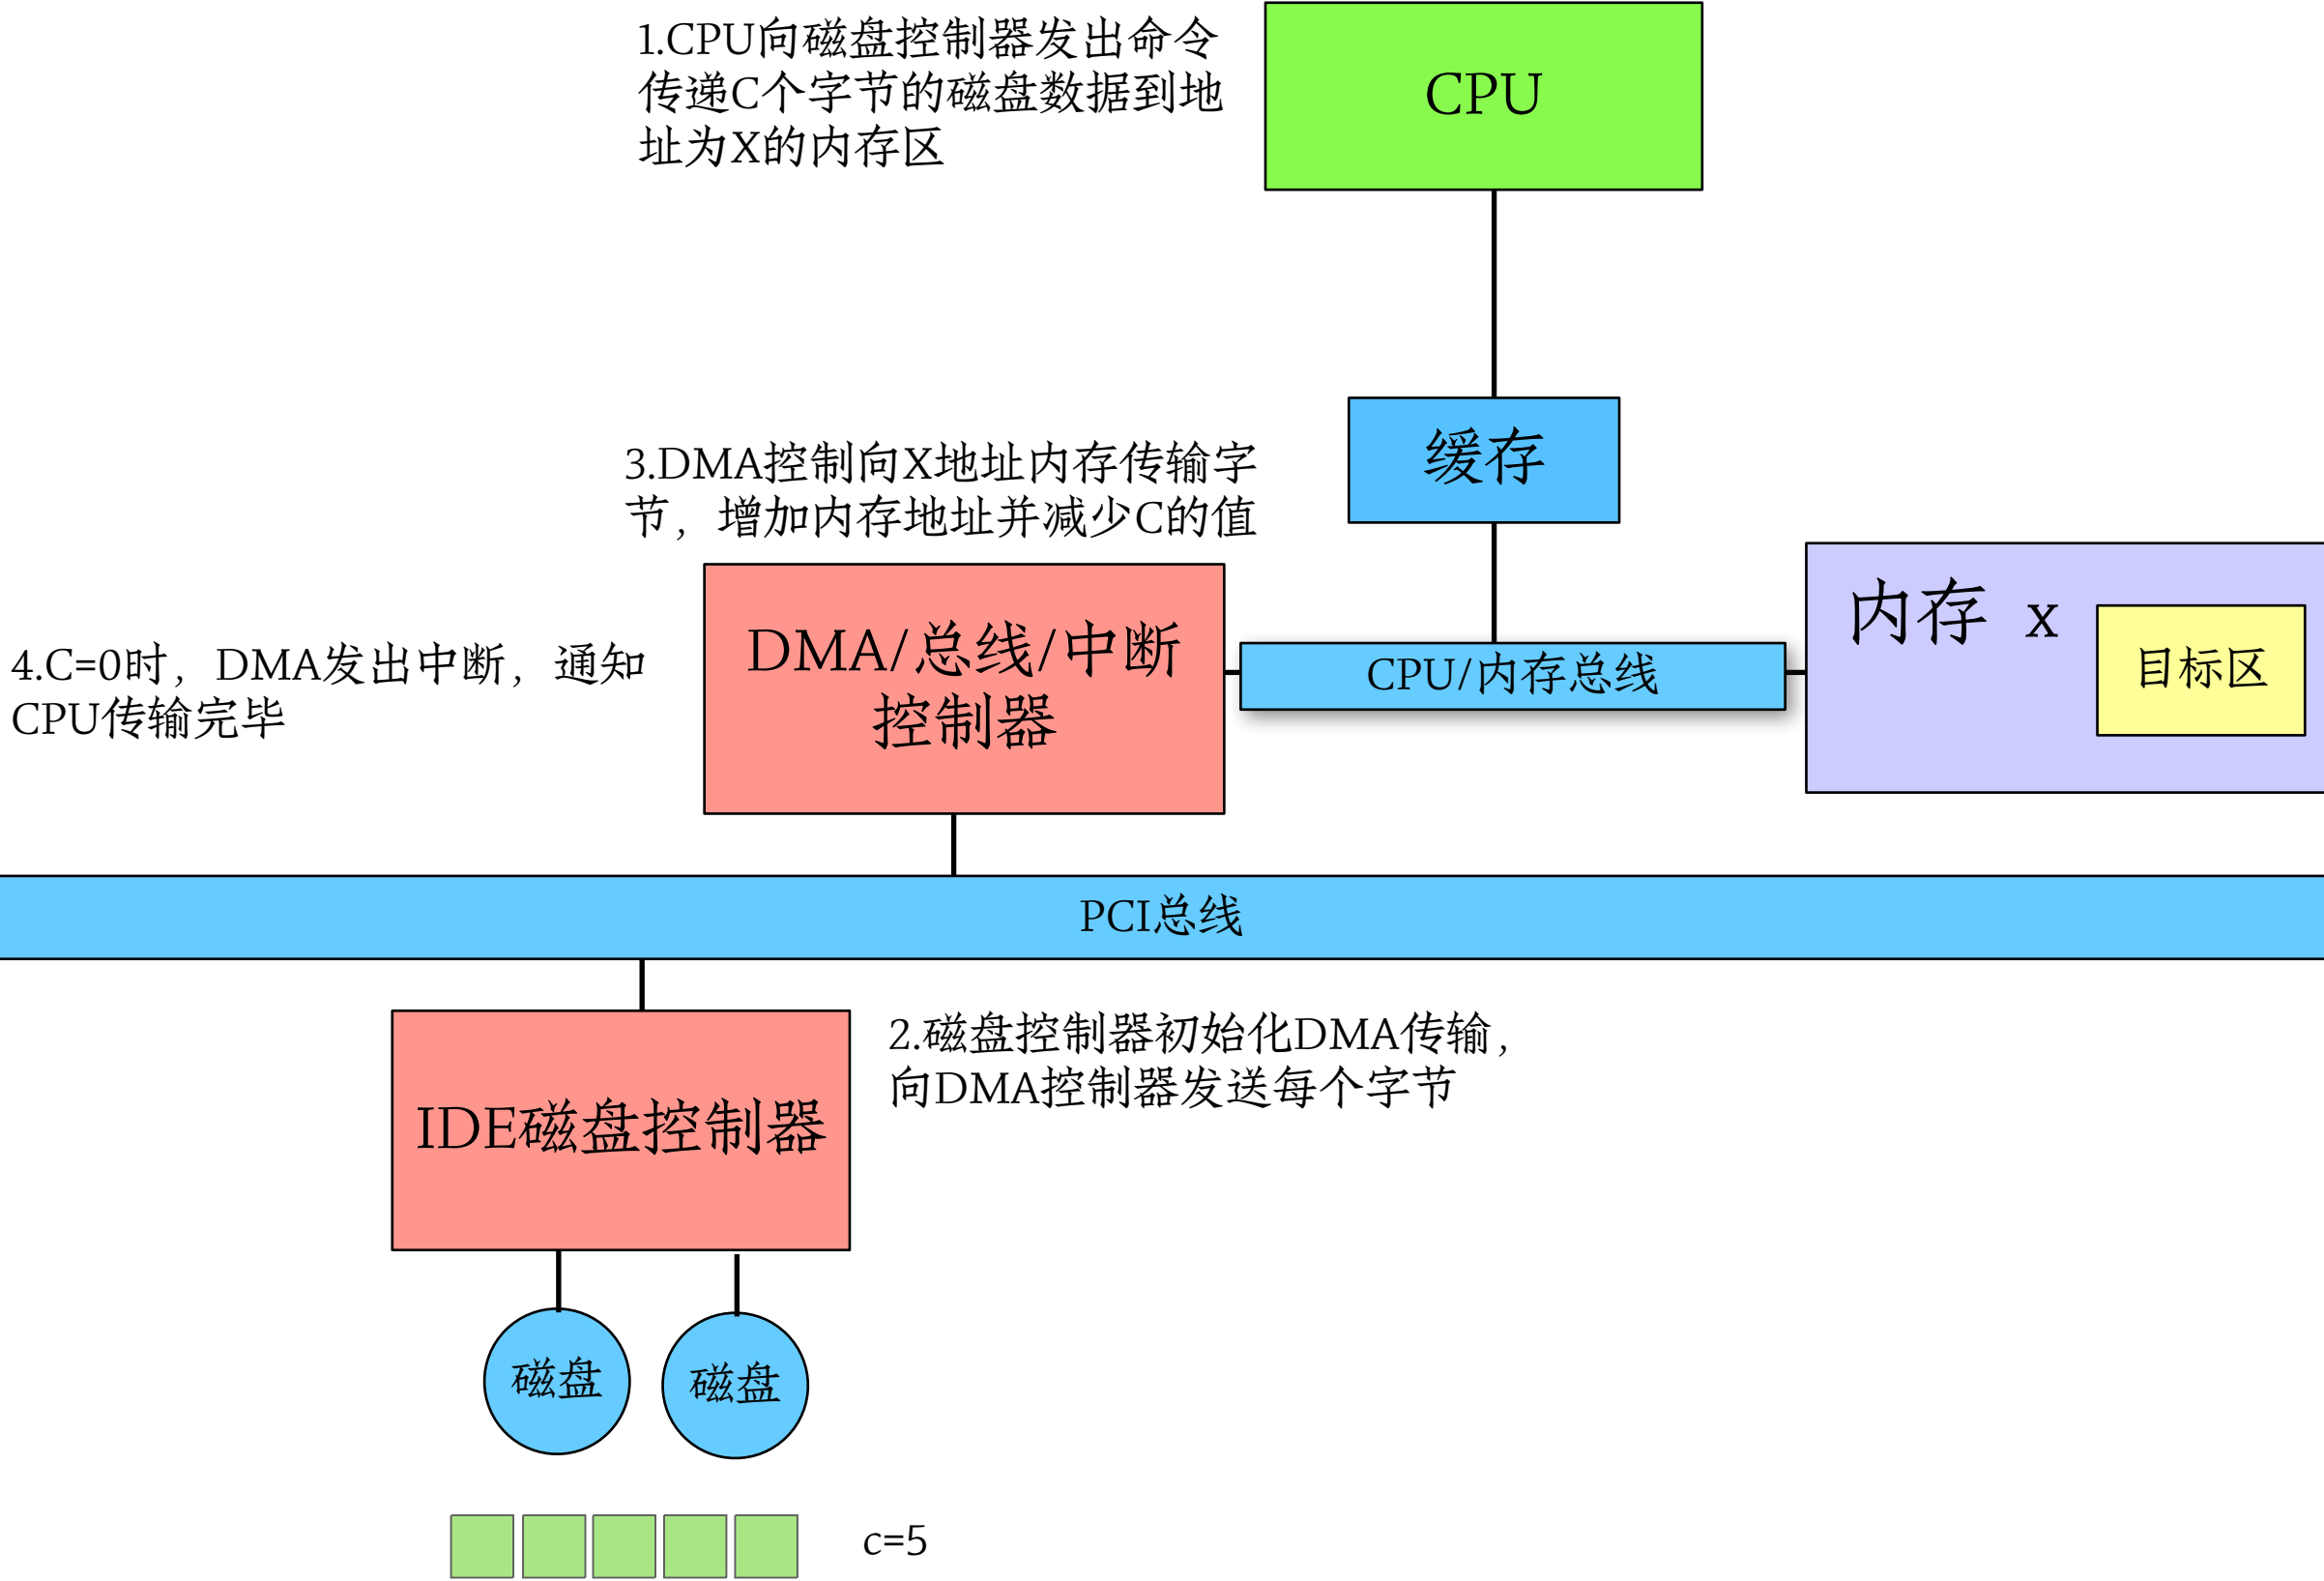 1.CPU向磁盘控制器发出命令
传递C个字节的磁盘数据到地
址为X的内存区
CPU
缓存
3.DMA控制向X地址内存传输字
节，增加内存地址并减少C的值
DMA/总线/中断
控制器
4.C=0时，DMA发出中断，通知
CPU传输完毕
CPU/内存总线
内存 x
目标区
PCI总线
IDE磁盘控制器
2.磁盘控制器初始化DMA传输，
向DMA控制器发送每个字节
磁盘
磁盘
c=5